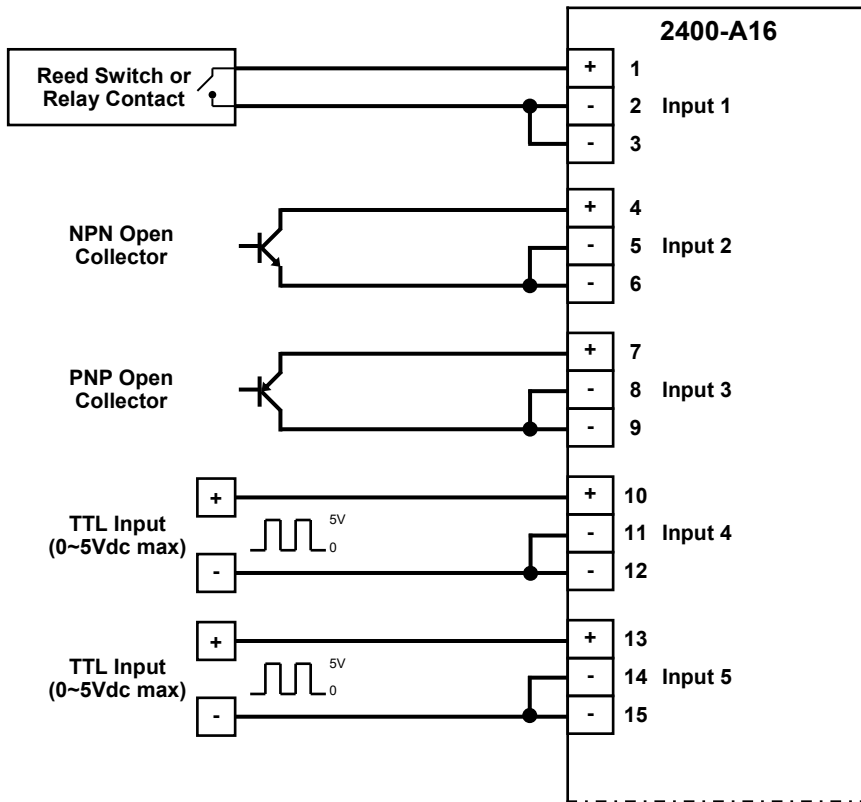 2400-A16
Reed Switch or
Relay Contact
+ 1
- 2 Input 1
- 3
NPN Open
Collector
+ 4
- 5 Input 2
- 6
PNP Open
Collector
+ 7
- 8 Input 3
- 9
TTL Input
(0~5Vdc max)
+
-
5V
0
+ 10
- 11 Input 4
- 12
TTL Input
(0~5Vdc max)
+
-
5V
0
+ 13
- 14 Input 5
- 15